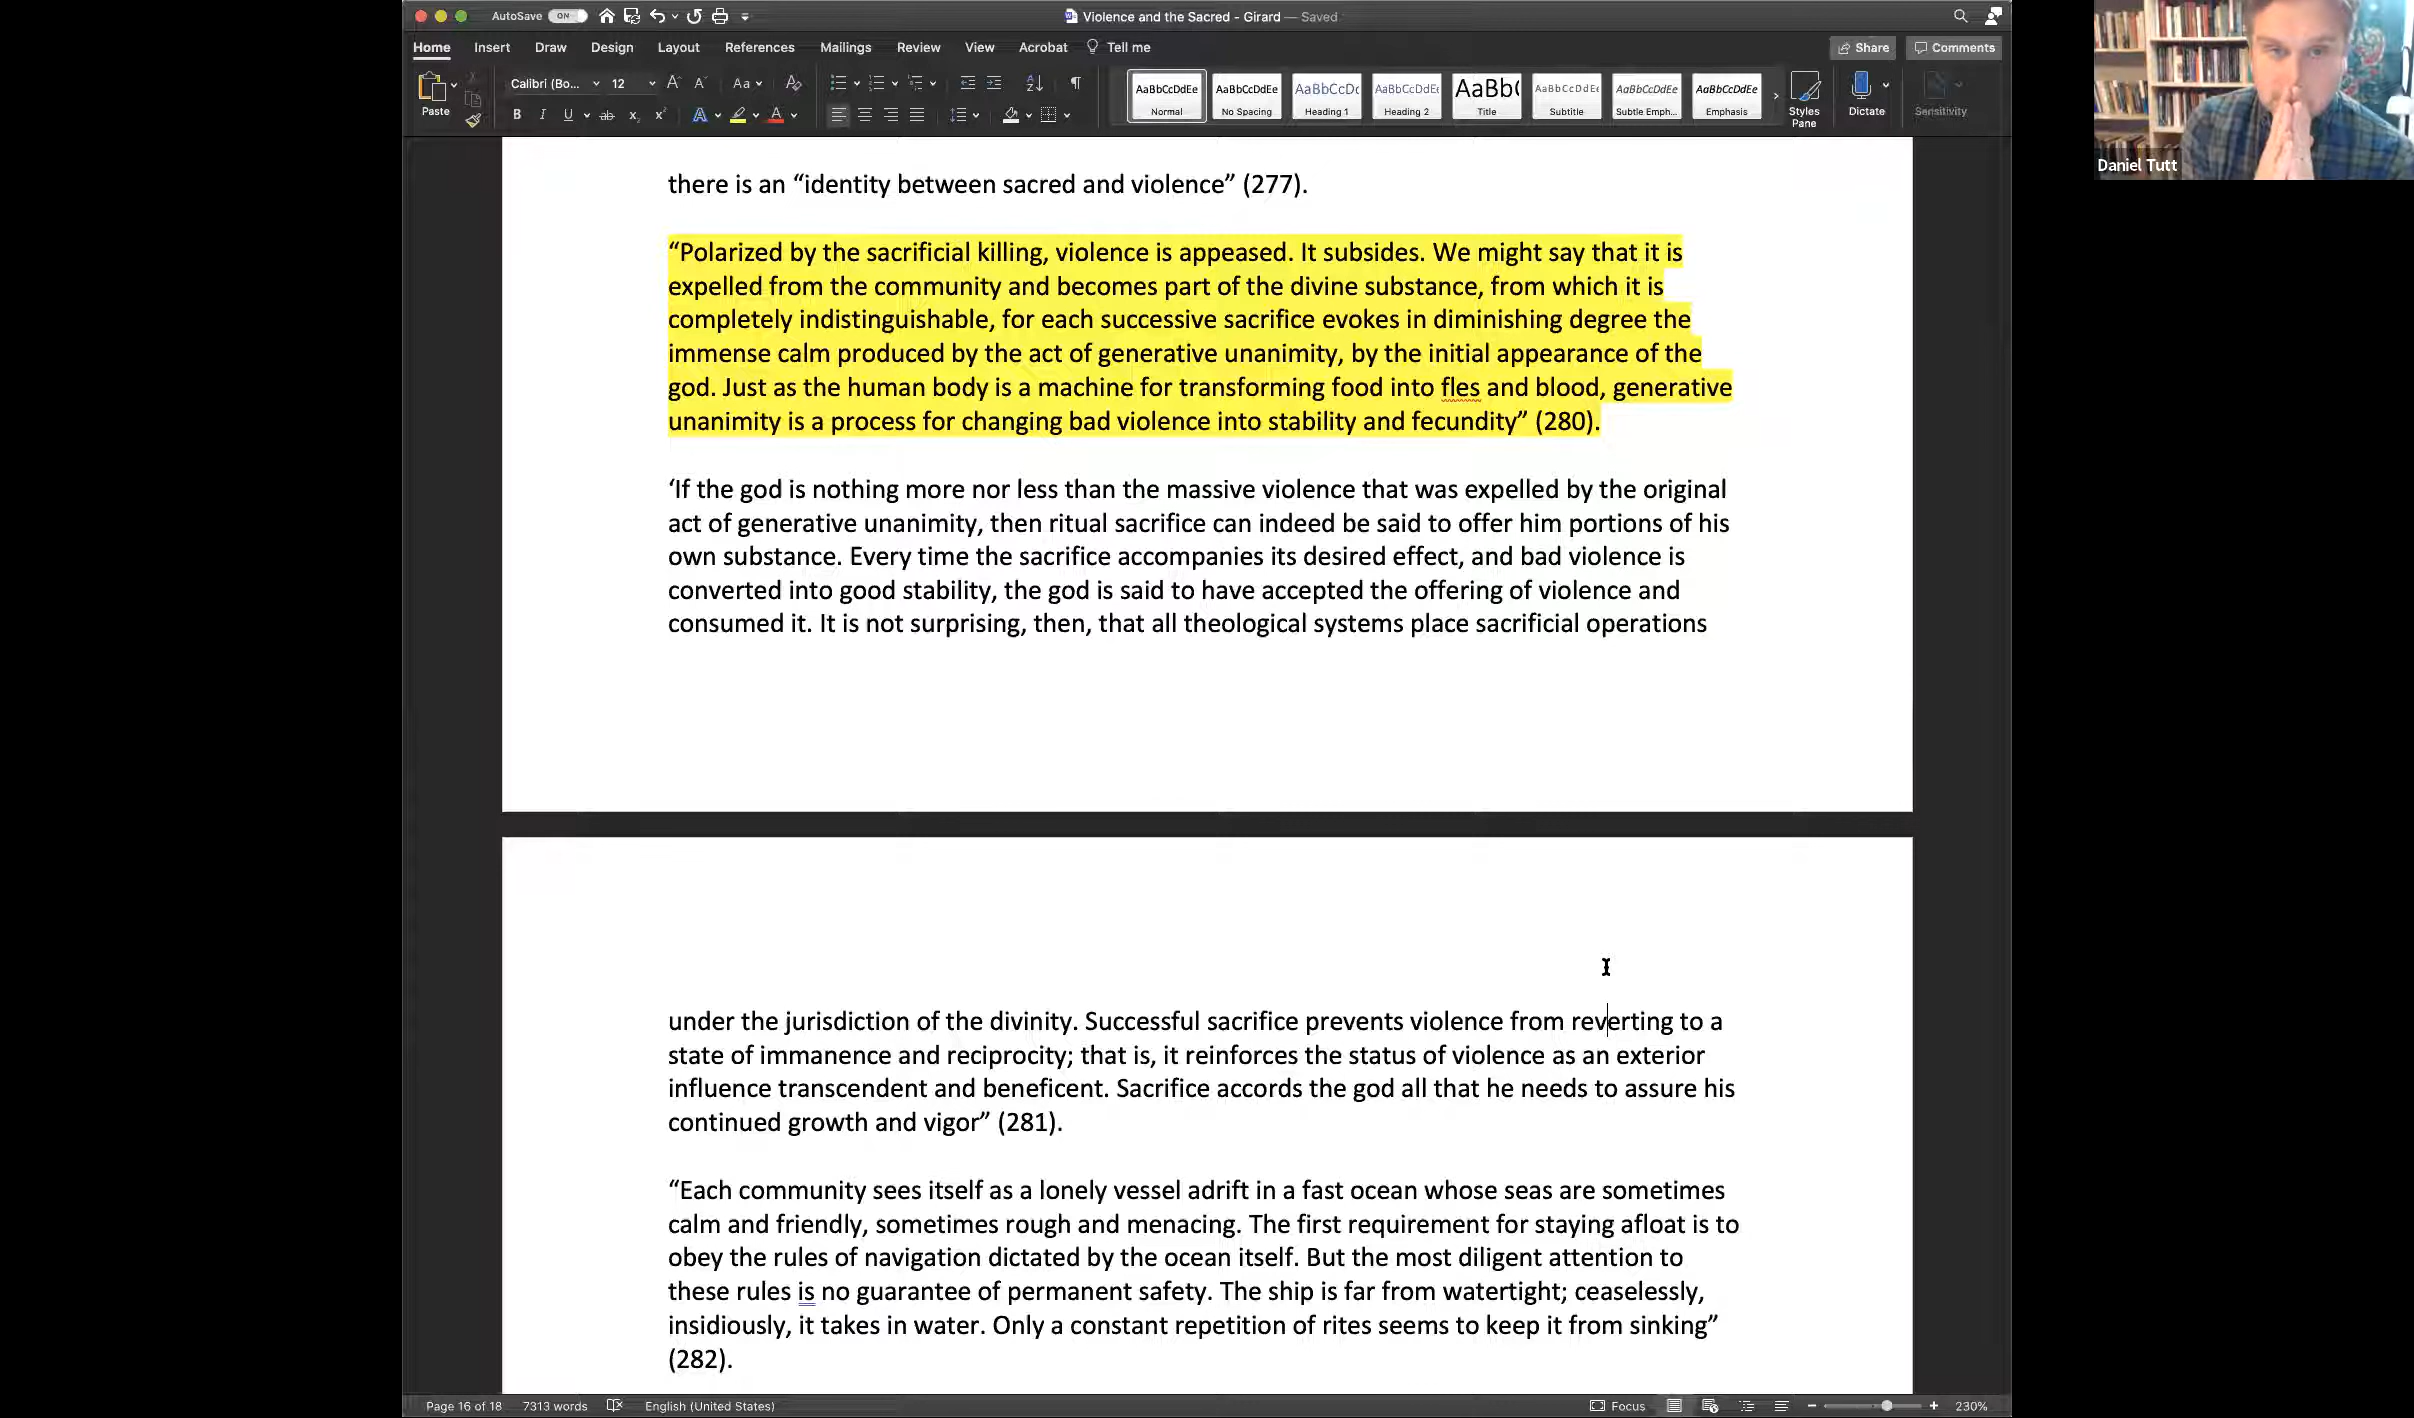 AutoSave ON
Violence and the Sacred - Girard — Saved
Home Insert Draw Design Layout References Mailings Review View Acrobat Tell me
Share Comments
Paste
Calibri (Bo... 12
AaBbCcDdEe Normal
AaBbCcDdEe No Spacing
AaBbCcDc Heading 1
AaBbCcDdEe Heading 2
AaBb( Title
AaBbCcDdEe Subtitle
AaBbCcDdEe Subtle Emph...
AaBbCcDdEe Emphasis
Styles Pane
Dictate
Sensitivity
Daniel Tutt
there is an “identity between sacred and violence” (277).
“Polarized by the sacrificial killing, violence is appeased. It subsides. We might say that it is
expelled from the community and becomes part of the divine substance, from which it is
completely indistinguishable, for each successive sacrifice evokes in diminishing degree the
immense calm produced by the act of generative unanimity, by the initial appearance of the
god. Just as the human body is a machine for transforming food into fles and blood, generative
unanimity is a process for changing bad violence into stability and fecundity” (280).
‘If the god is nothing more nor less than the massive violence that was expelled by the original
act of generative unanimity, then ritual sacrifice can indeed be said to offer him portions of his
own substance. Every time the sacrifice accompanies its desired effect, and bad violence is
converted into good stability, the god is said to have accepted the offering of violence and
consumed it. It is not surprising, then, that all theological systems place sacrificial operations
under the jurisdiction of the divinity. Successful sacrifice prevents violence from reverting to a
state of immanence and reciprocity; that is, it reinforces the status of violence as an exterior
influence transcendent and beneficent. Sacrifice accords the god all that he needs to assure his
continued growth and vigor” (281).
“Each community sees itself as a lonely vessel adrift in a fast ocean whose seas are sometimes
calm and friendly, sometimes rough and menacing. The first requirement for staying afloat is to
obey the rules of navigation dictated by the ocean itself. But the most diligent attention to
these rules is no guarantee of permanent safety. The ship is far from watertight; ceaselessly,
insidiously, it takes in water. Only a constant repetition of rites seems to keep it from sinking”
(282).
Page 16 of 18 7313 words English (United States) Focus 230%